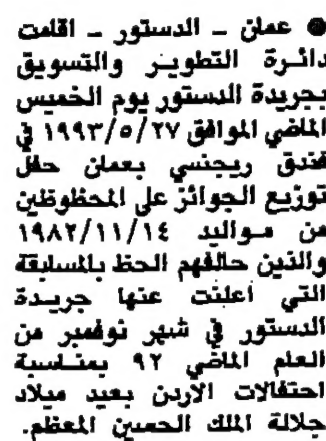 ● عمان ـ الدستور ـ اقامت
دائرة التطوير والتسويق
بجريدة الدستور يوم الخميس
الماضي الموافق ١٩٩٣/٥/٢٧ في
فندق ريجنسي بعمان حفل
توزيع الجوائز على المحظوظين
من مواليد ١٩٨٢/١١/١٤
والذين حالفهم الحظ بالمسابقة
التي أعلنت عنها جريدة
الدستور في شهر نوفمبر من
العام الماضي ٩٢ بمناسبة
احتفالات الاردن بعيد ميلاد
جلالة الملك الحسين المعظم.